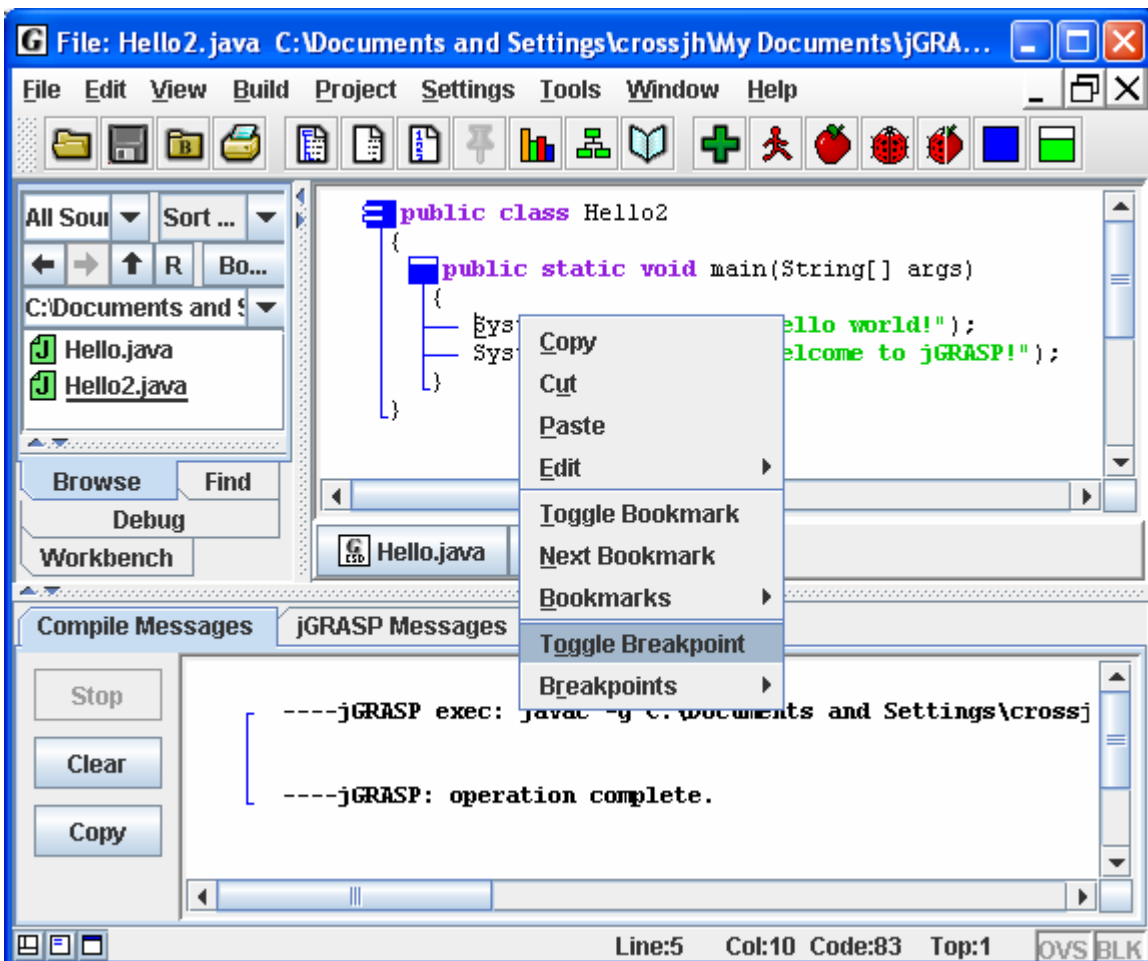 File: Hello2.java C:\Documents and Settings\crossjh\My Documents\jGRA...
File Edit View Build Project Settings Tools Window Help
All Sour Sort ...
R Bo...
C:\Documents and S
Hello.java
Hello2.java
Browse Find
Debug
Workbench
public class Hello2
{
public static void main(String[] args)
{
Sys ello world!");
Sys elcome to jGRASP!");
}
}
Hello.java
Copy
Cut
Paste
Edit
Toggle Bookmark
Next Bookmark
Bookmarks
Toggle Breakpoint
Breakpoints
Compile Messages jGRASP Messages
Stop
Clear
Copy
----jGRASP exec: javac -g C:\Documents and Settings\crossj
----jGRASP: operation complete.
Line:5 Col:10 Code:83 Top:1 OVS BLK